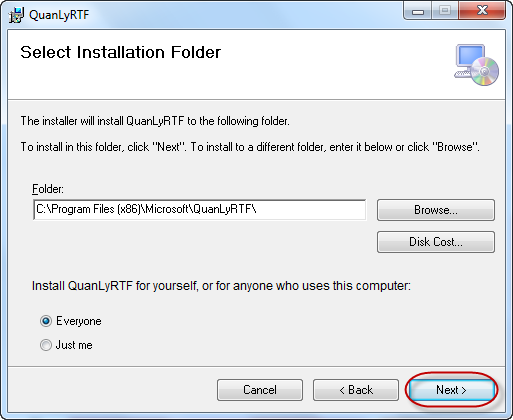 QuanLyRTF
Select Installation Folder
The installer will install QuanLyRTF to the following folder.
To install in this folder, click "Next". To install to a different folder, enter it below or click "Browse".
Folder:
C:\Program Files (x86)\Microsoft\QuanLyRTF\
Browse...
Disk Cost...
Install QuanLyRTF for yourself, or for anyone who uses this computer:
Everyone
Just me
Cancel
< Back
Next >